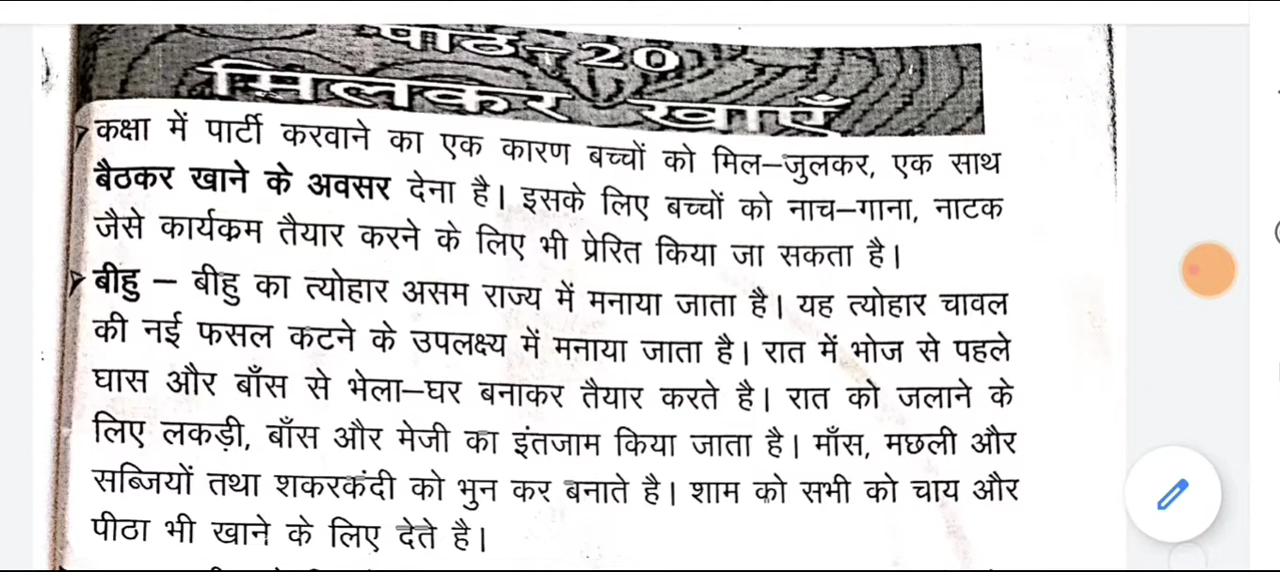 पाठ-20
मिलकर खाएँ
कक्षा में पार्टी करवाने का एक कारण बच्चों को मिल–जुलकर, एक साथ
बैठकर खाने के अवसर देना है। इसके लिए बच्चों को नाच–गाना, नाटक
जैसे कार्यक्रम तैयार करने के लिए भी प्रेरित किया जा सकता है।
बीहु – बीहु का त्योहार असम राज्य में मनाया जाता है। यह त्योहार चावल
की नई फसल कटने के उपलक्ष्य में मनाया जाता है। रात में भोज से पहले
घास और बाँस से भेला–घर बनाकर तैयार करते है। रात को जलाने के
लिए लकड़ी, बाँस और मेजी का इंतजाम किया जाता है। माँस, मछली और
सब्जियों तथा शकरकंदी को भुन कर बनाते है। शाम को सभी को चाय और
पीठा भी खाने के लिए देते है।